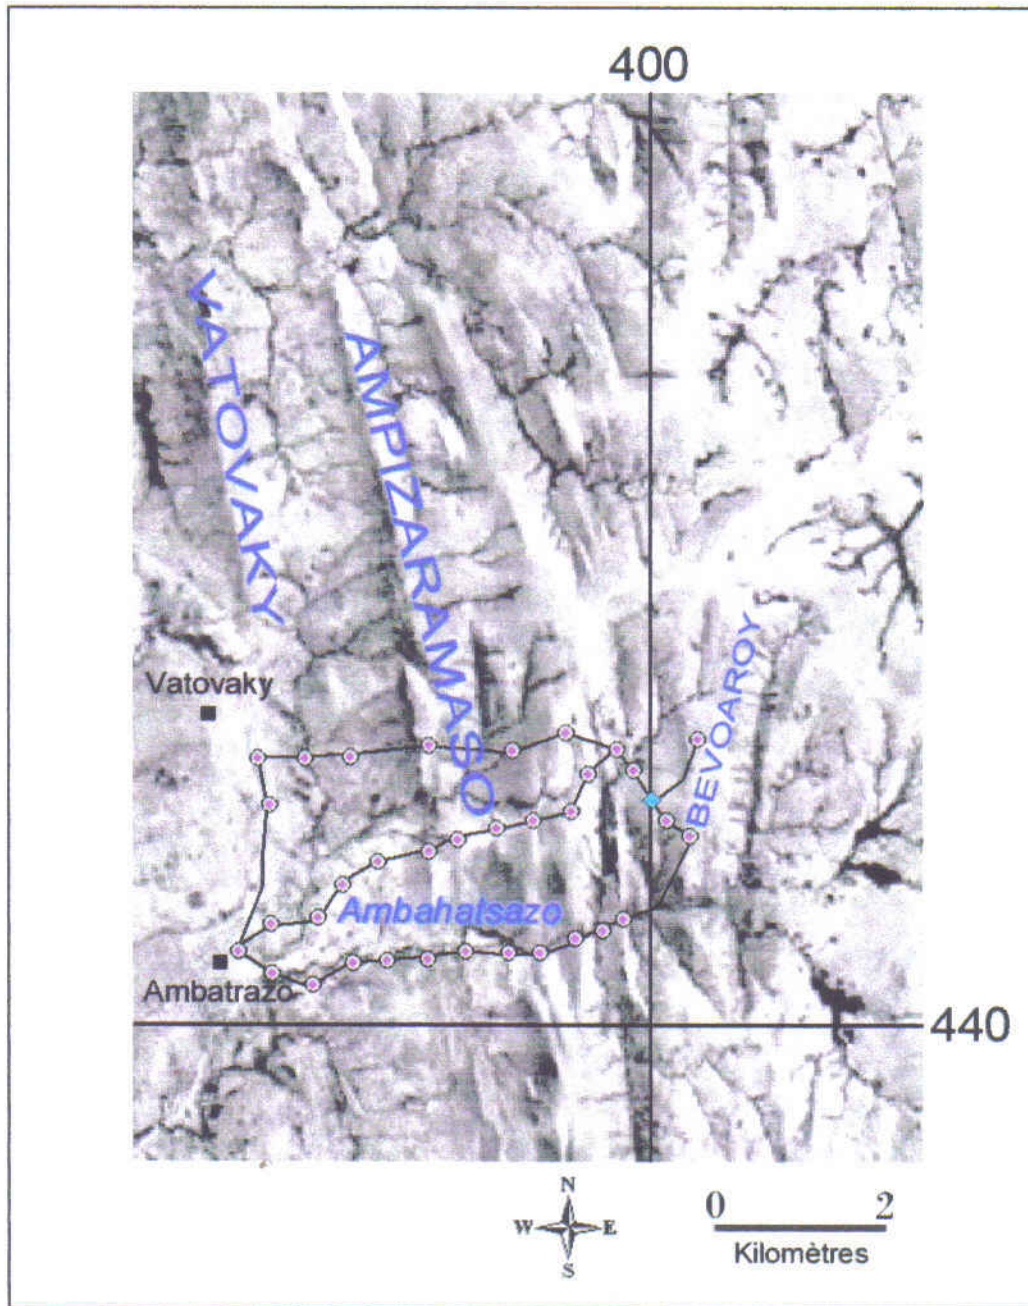 400
VATOVAKY
AMPIZARAMASO
BEVOAROY
Vatovaky
Ambahatsazo
Ambatrazo
440
N
W E
S
0 2
Kilomètres